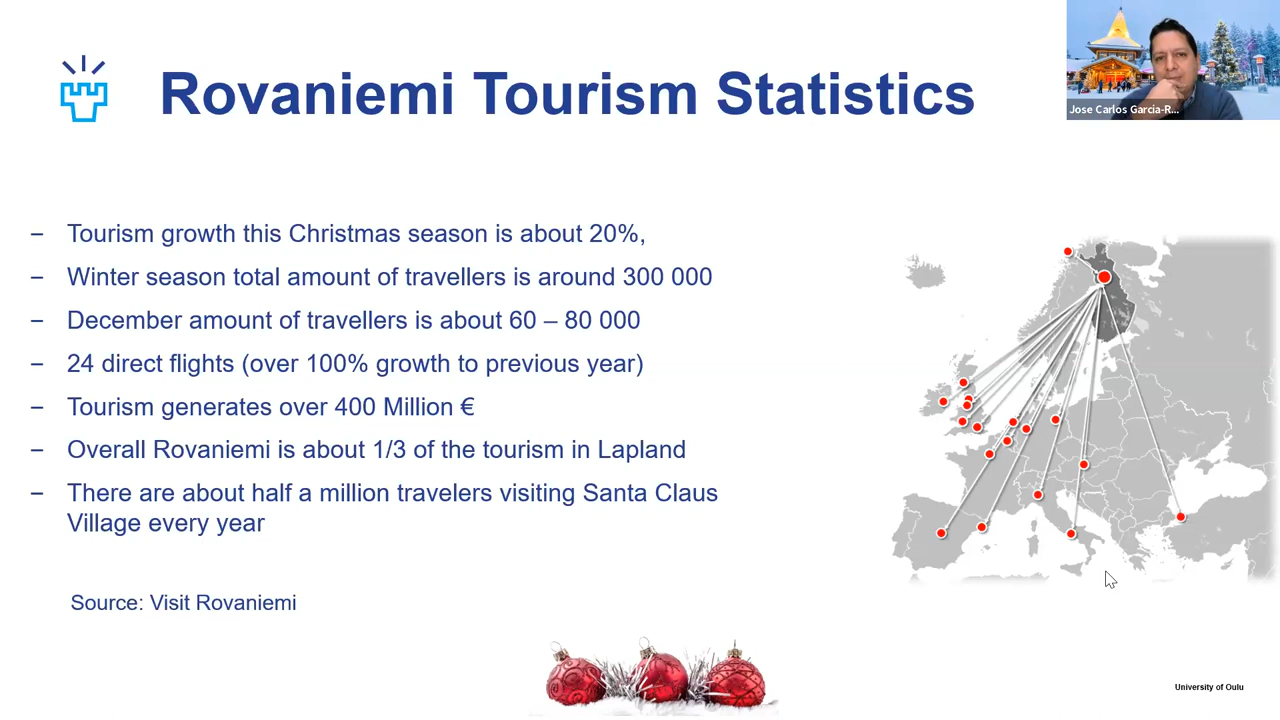 Rovaniemi Tourism Statistics
Jose Carlos Garcia-R...
– Tourism growth this Christmas season is about 20%,
– Winter season total amount of travellers is around 300 000
– December amount of travellers is about 60 – 80 000
– 24 direct flights (over 100% growth to previous year)
– Tourism generates over 400 Million €
– Overall Rovaniemi is about 1/3 of the tourism in Lapland
– There are about half a million travelers visiting Santa Claus
Village every year
Source: Visit Rovaniemi
University of Oulu